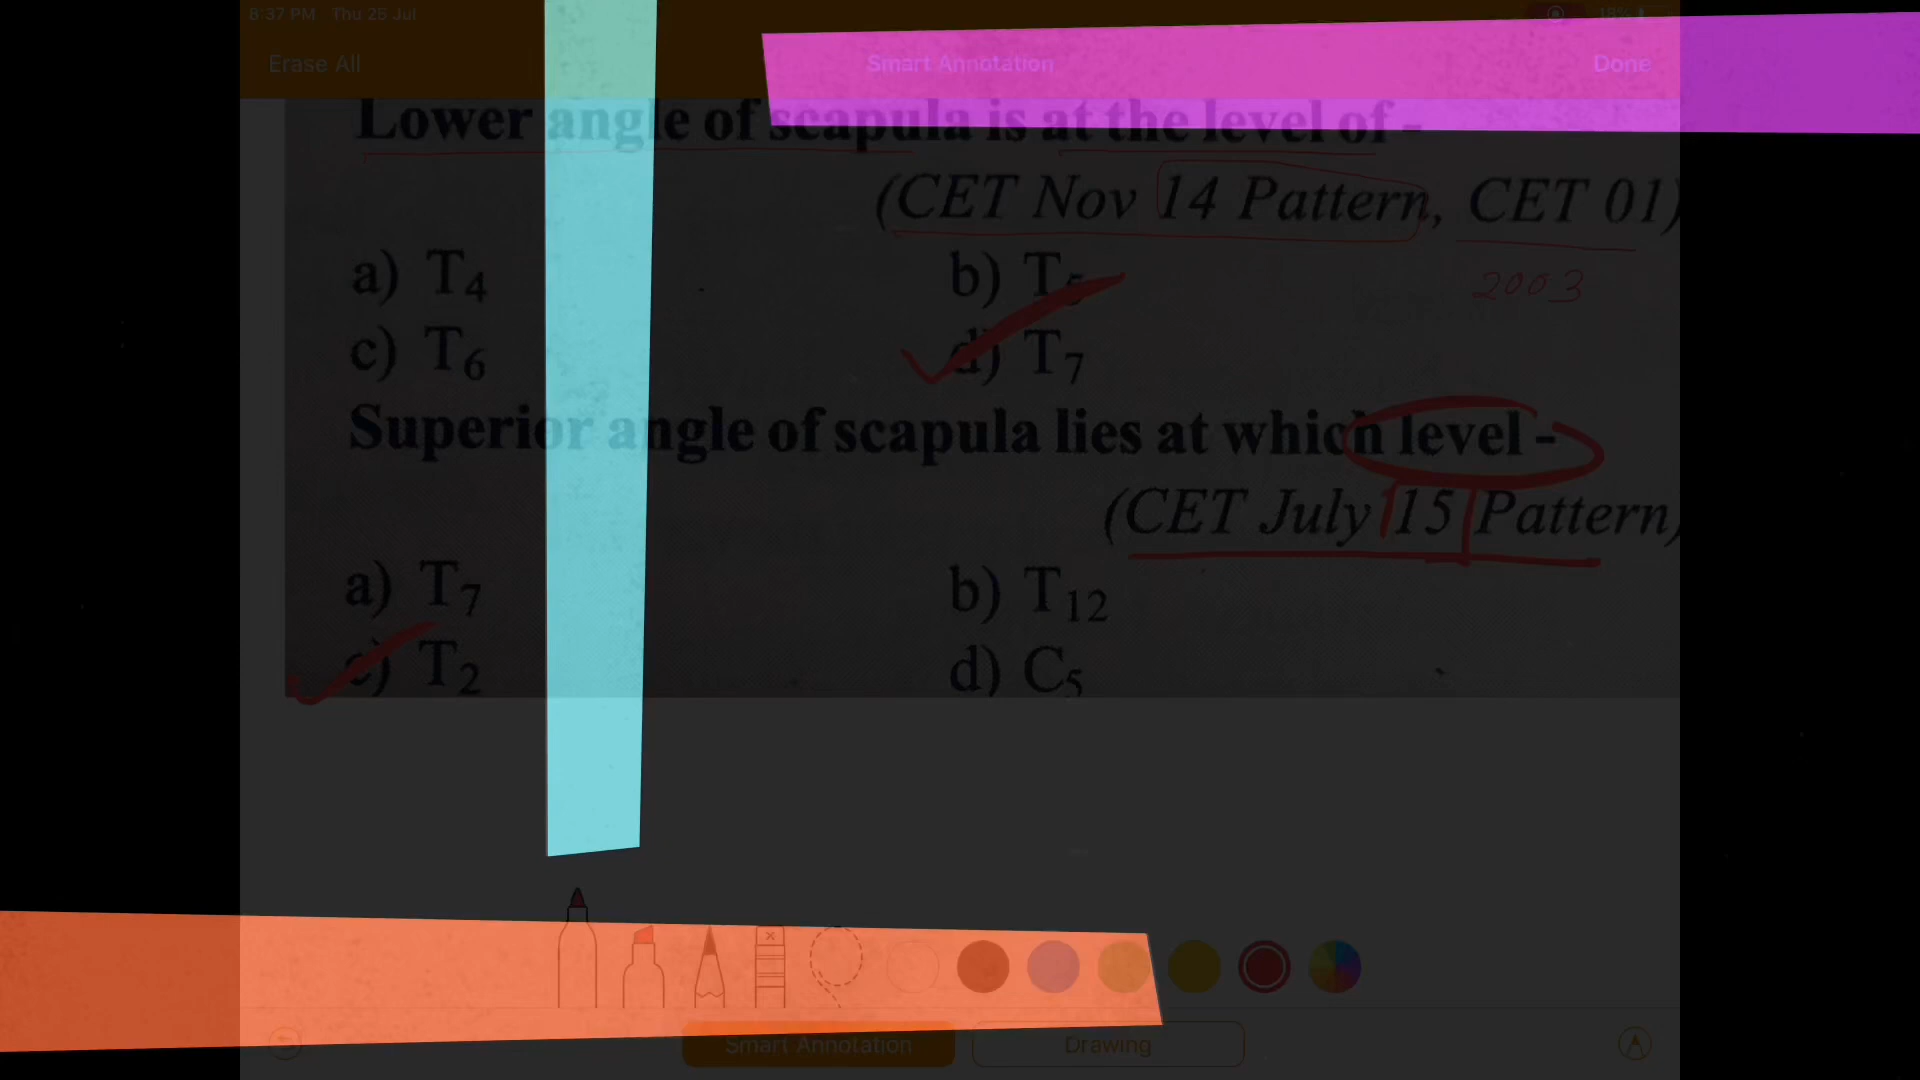 8:37 PM Thu 25 Jul 18%
Erase All Smart Annotation Done
Lower angle of scapula is at the level of -
(CET Nov 14 Pattern, CET 01)
2003
a) T4 b) T5
c) T6 d) T7
Superior angle of scapula lies at which level -
(CET July 15 Pattern)
a) T7 b) T12
c) T2 d) C5
Smart Annotation Drawing